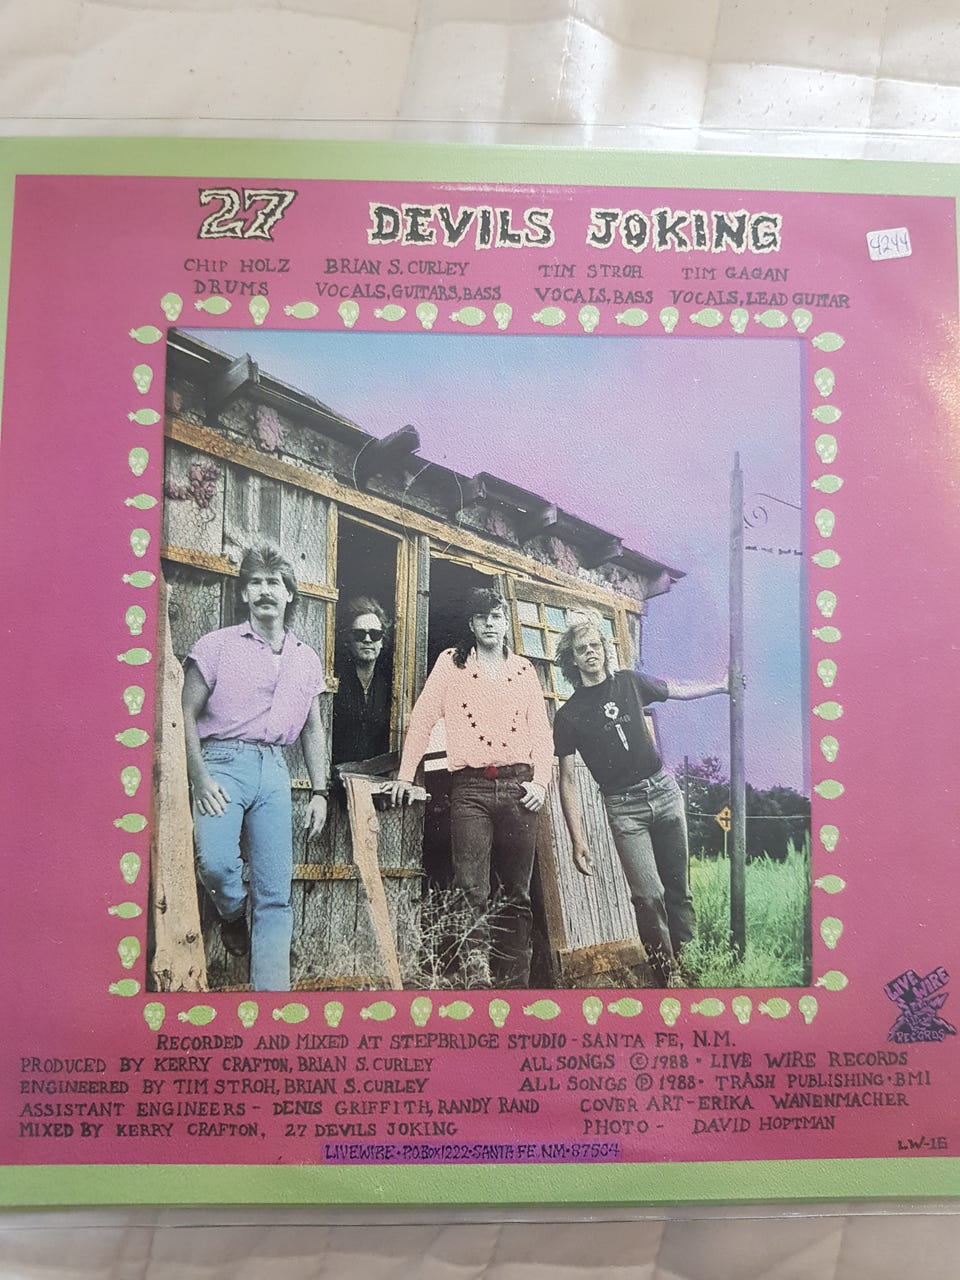 27 DEVILS JOKING
4244
CHIP HOLZ BRIAN S. CURLEY TIM STROH TIM GAGAN
DRUMS VOCALS, GUITARS, BASS VOCALS, BASS VOCALS, LEAD GUITAR
RECORDED AND MIXED AT STEPBRIDGE STUDIO - SANTA FE, N.M.
PRODUCED BY KERRY CRAFTON, BRIAN S. CURLEY ALL SONGS © 1988 • LIVE WIRE RECORDS
ENGINEERED BY TIM STROH, BRIAN S. CURLEY ALL SONGS ℗ 1988 • TRASH PUBLISHING • BMI
ASSISTANT ENGINEERS - DENIS GRIFFITH, RANDY RAND COVER ART - ERIKA WANENMACHER
MIXED BY KERRY CRAFTON, 27 DEVILS JOKING PHOTO - DAVID HOPTMAN
LIVEWIRE • P.O. BOX 1222 • SANTA FE, NM • 87504
LIVE WIRE
RECORDS
LW-16